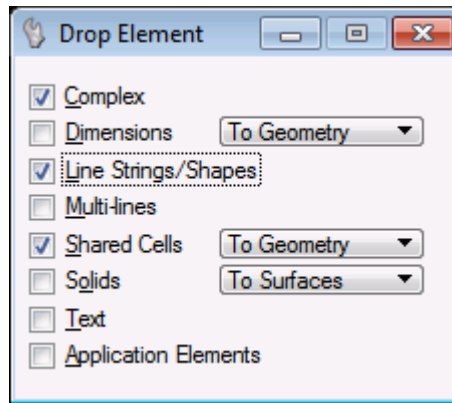 Drop Element
Complex
Dimensions To Geometry
Line Strings/Shapes
Multi-lines
Shared Cells To Geometry
Solids To Surfaces
Text
Application Elements